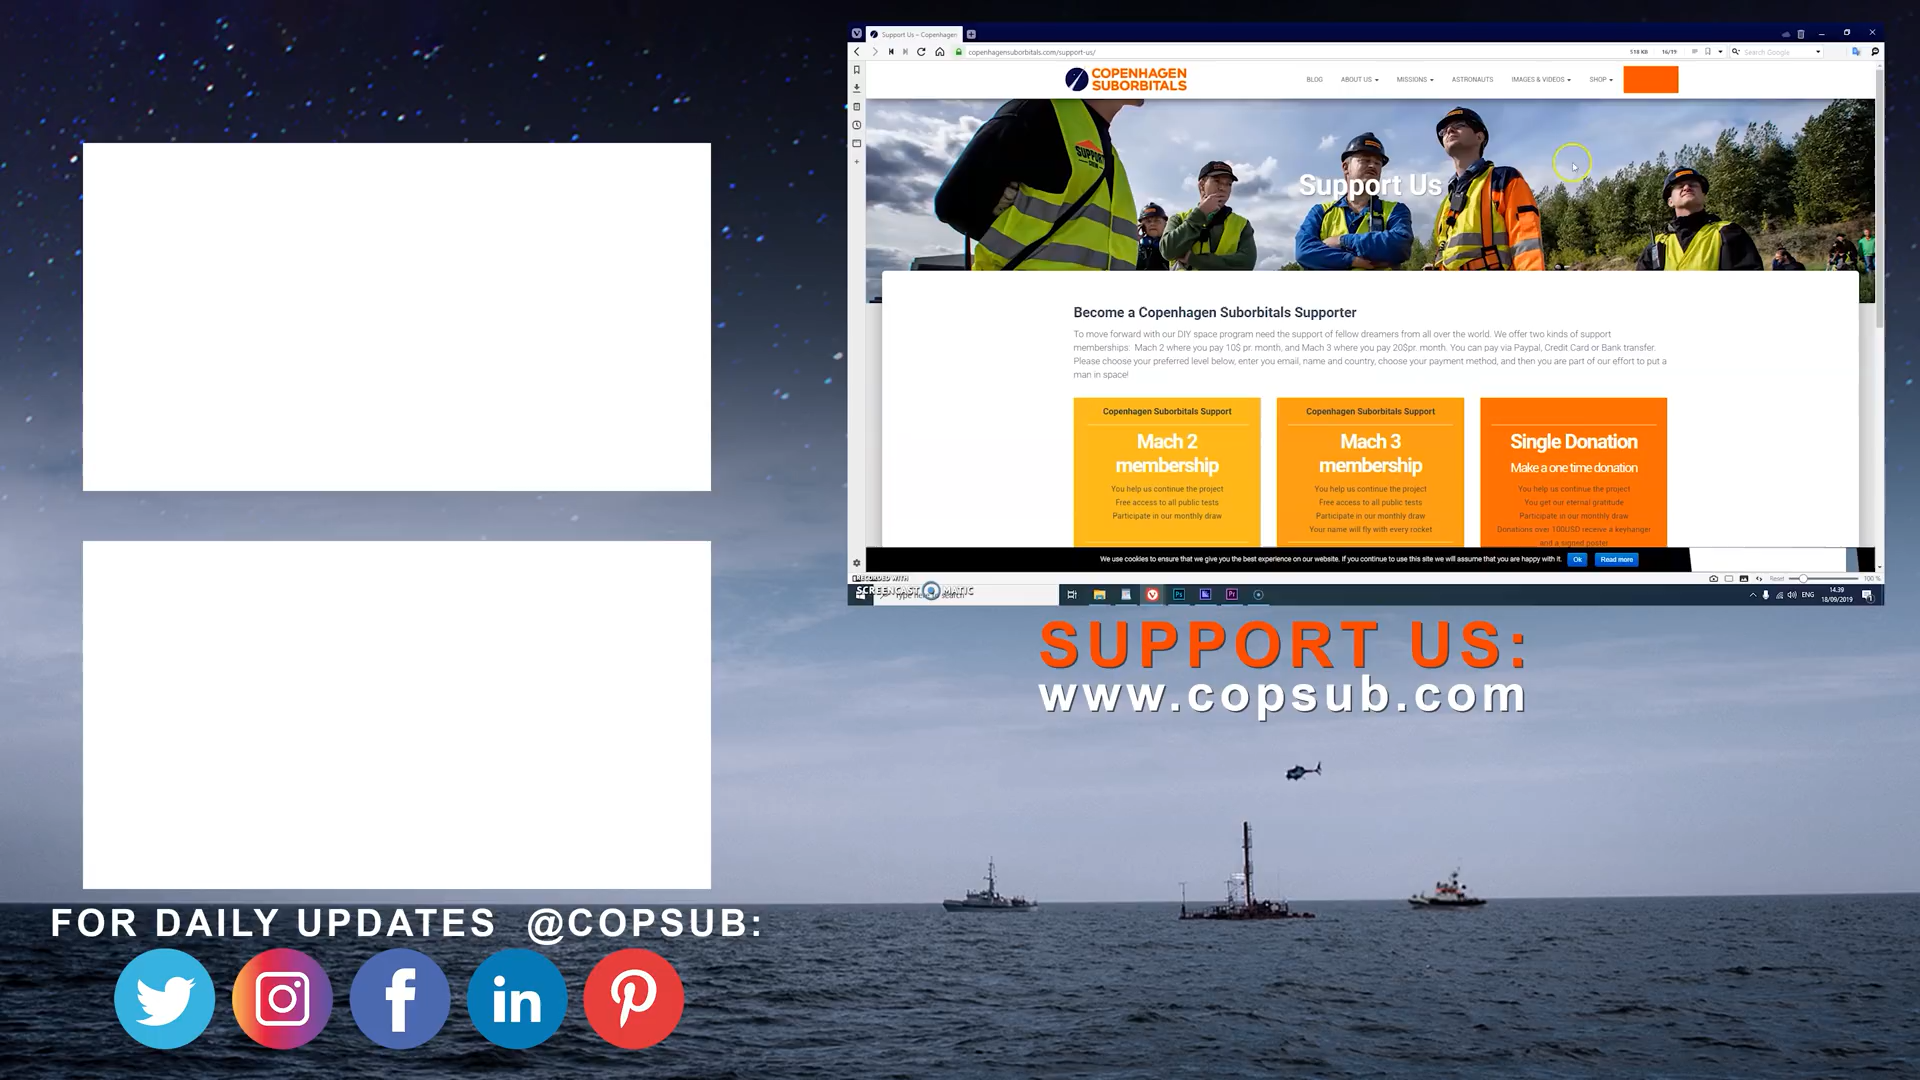 Support Us – Copenhagen
copenhagensuborbitals.com/support-us/
518 KB
16/19
Search Google
COPENHAGEN
SUBORBITALS
BLOG
ABOUT US
MISSIONS
ASTRONAUTS
IMAGES & VIDEOS
SHOP
SUPPORT
Support Us
Become a Copenhagen Suborbitals Supporter
To move forward with our DIY space program need the support of fellow dreamers from all over the world. We offer two kinds of support
memberships: Mach 2 where you pay 10$ pr. month, and Mach 3 where you pay 20$pr. month. You can pay via Paypal, Credit Card or Bank transfer.
Please choose your preferred level below, enter you email, name and country, choose your payment method, and then you are part of our effort to put a
man in space!
Copenhagen Suborbitals Support
Mach 2
membership
You help us continue the project
Free access to all public tests
Participate in our monthly draw
Copenhagen Suborbitals Support
Mach 3
membership
You help us continue the project
Free access to all public tests
Participate in our monthly draw
Your name will fly with every rocket
Single Donation
Make a one time donation
You help us continue the project
You get our eternal gratitude
Participate in our monthly draw
Donations over 100USD receive a keyhanger
and a signed poster
We use cookies to ensure that we give you the best experience on our website. If you continue to use this site we will assume that you are happy with it.
Ok
Read more
Reset
100 %
RECORDED WITH
SCREENCAST MATIC
Type here to search
ENG
14.39
18/09/2019
SUPPORT US:
www.copsub.com
FOR DAILY UPDATES @COPSUB: